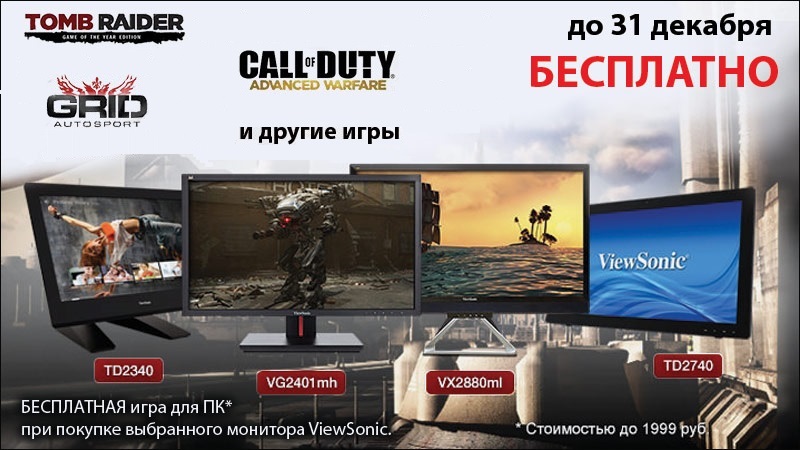 TOMB RAIDER
GAME OF THE YEAR EDITION
до 31 декабря
БЕСПЛАТНО
CALL OF DUTY
ADVANCED WARFARE
GRID
AUTOSPORT
и другие игры
ViewSonic
TD2340
VG2401mh
VX2880ml
TD2740
БЕСПЛАТНАЯ игра для ПК*
при покупке выбранного монитора ViewSonic.
* Стоимостью до 1999 руб.